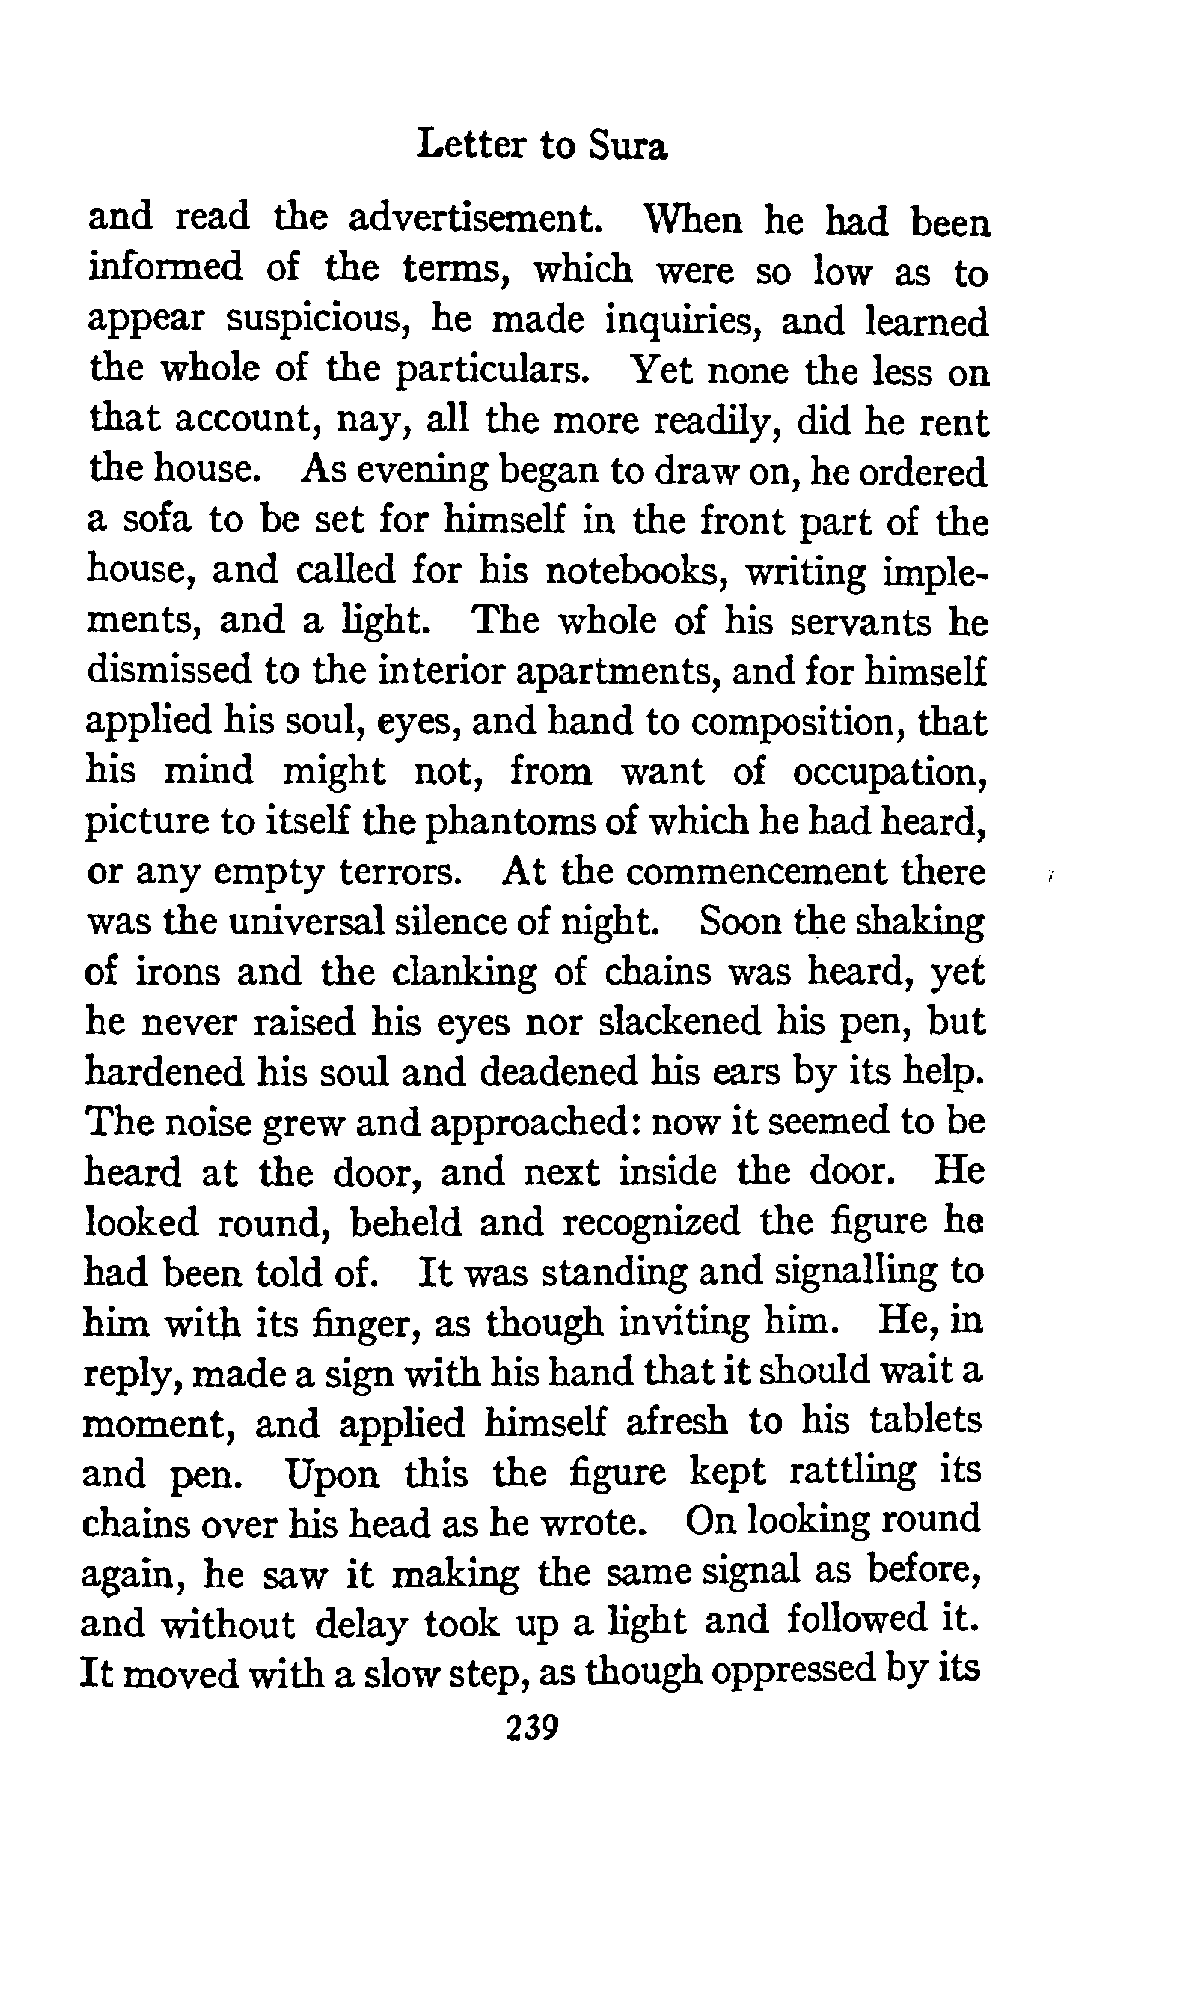 Letter to Sura
and read the advertisement. When he had been
informed of the terms, which were so low as to
appear suspicious, he made inquiries, and learned
the whole of the particulars. Yet none the less on
that account, nay, all the more readily, did he rent
the house. As evening began to draw on, he ordered
a sofa to be set for himself in the front part of the
house, and called for his notebooks, writing imple-
ments, and a light. The whole of his servants he
dismissed to the interior apartments, and for himself
applied his soul, eyes, and hand to composition, that
his mind might not, from want of occupation,
picture to itself the phantoms of which he had heard,
or any empty terrors. At the commencement there
was the universal silence of night. Soon the shaking
of irons and the clanking of chains was heard, yet
he never raised his eyes nor slackened his pen, but
hardened his soul and deadened his ears by its help.
The noise grew and approached: now it seemed to be
heard at the door, and next inside the door. He
looked round, beheld and recognized the figure he
had been told of. It was standing and signalling to
him with its finger, as though inviting him. He, in
reply, made a sign with his hand that it should wait a
moment, and applied himself afresh to his tablets
and pen. Upon this the figure kept rattling its
chains over his head as he wrote. On looking round
again, he saw it making the same signal as before,
and without delay took up a light and followed it.
It moved with a slow step, as though oppressed by its
239